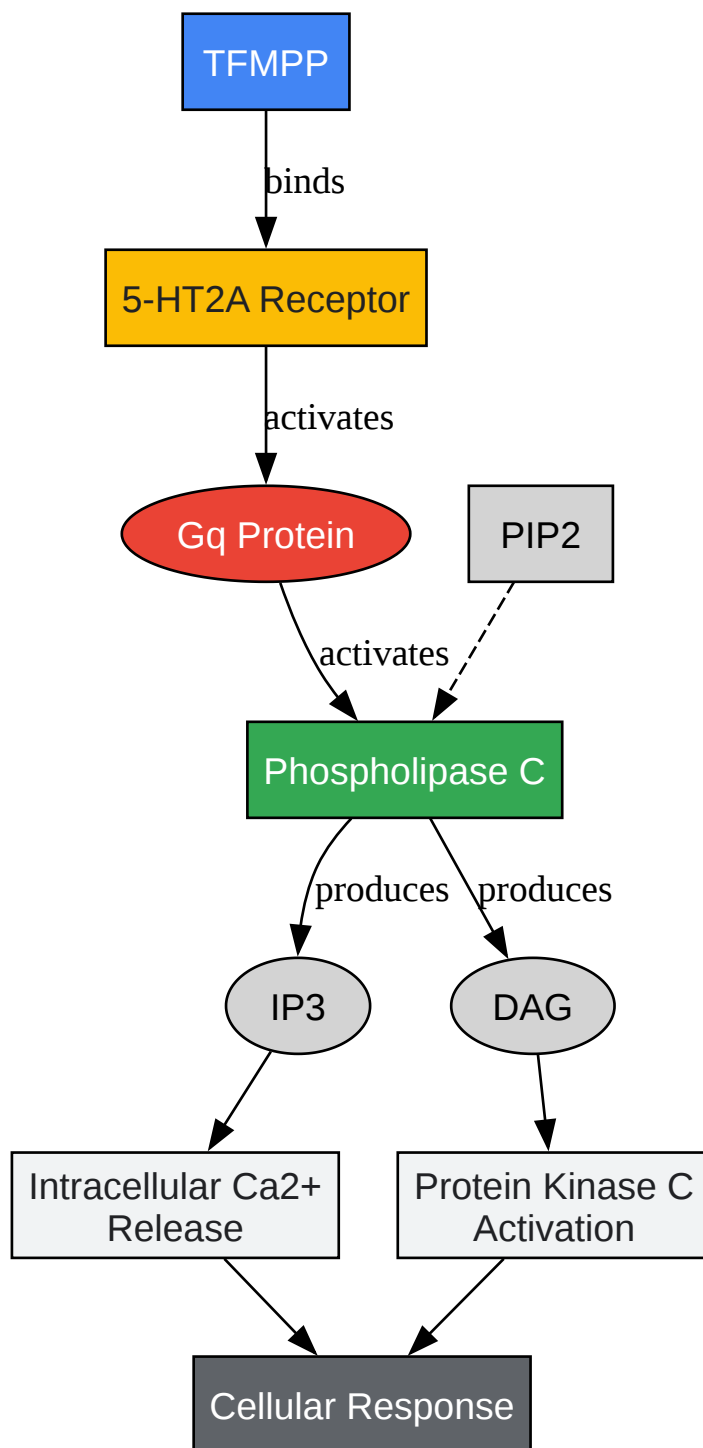 TFMPP
binds
5-HT2A Receptor
activates
Gq Protein
PIP2
activates
Phospholipase C
produces
produces
IP3
DAG
Intracellular Ca2+
Release
Protein Kinase C
Activation
Cellular Response